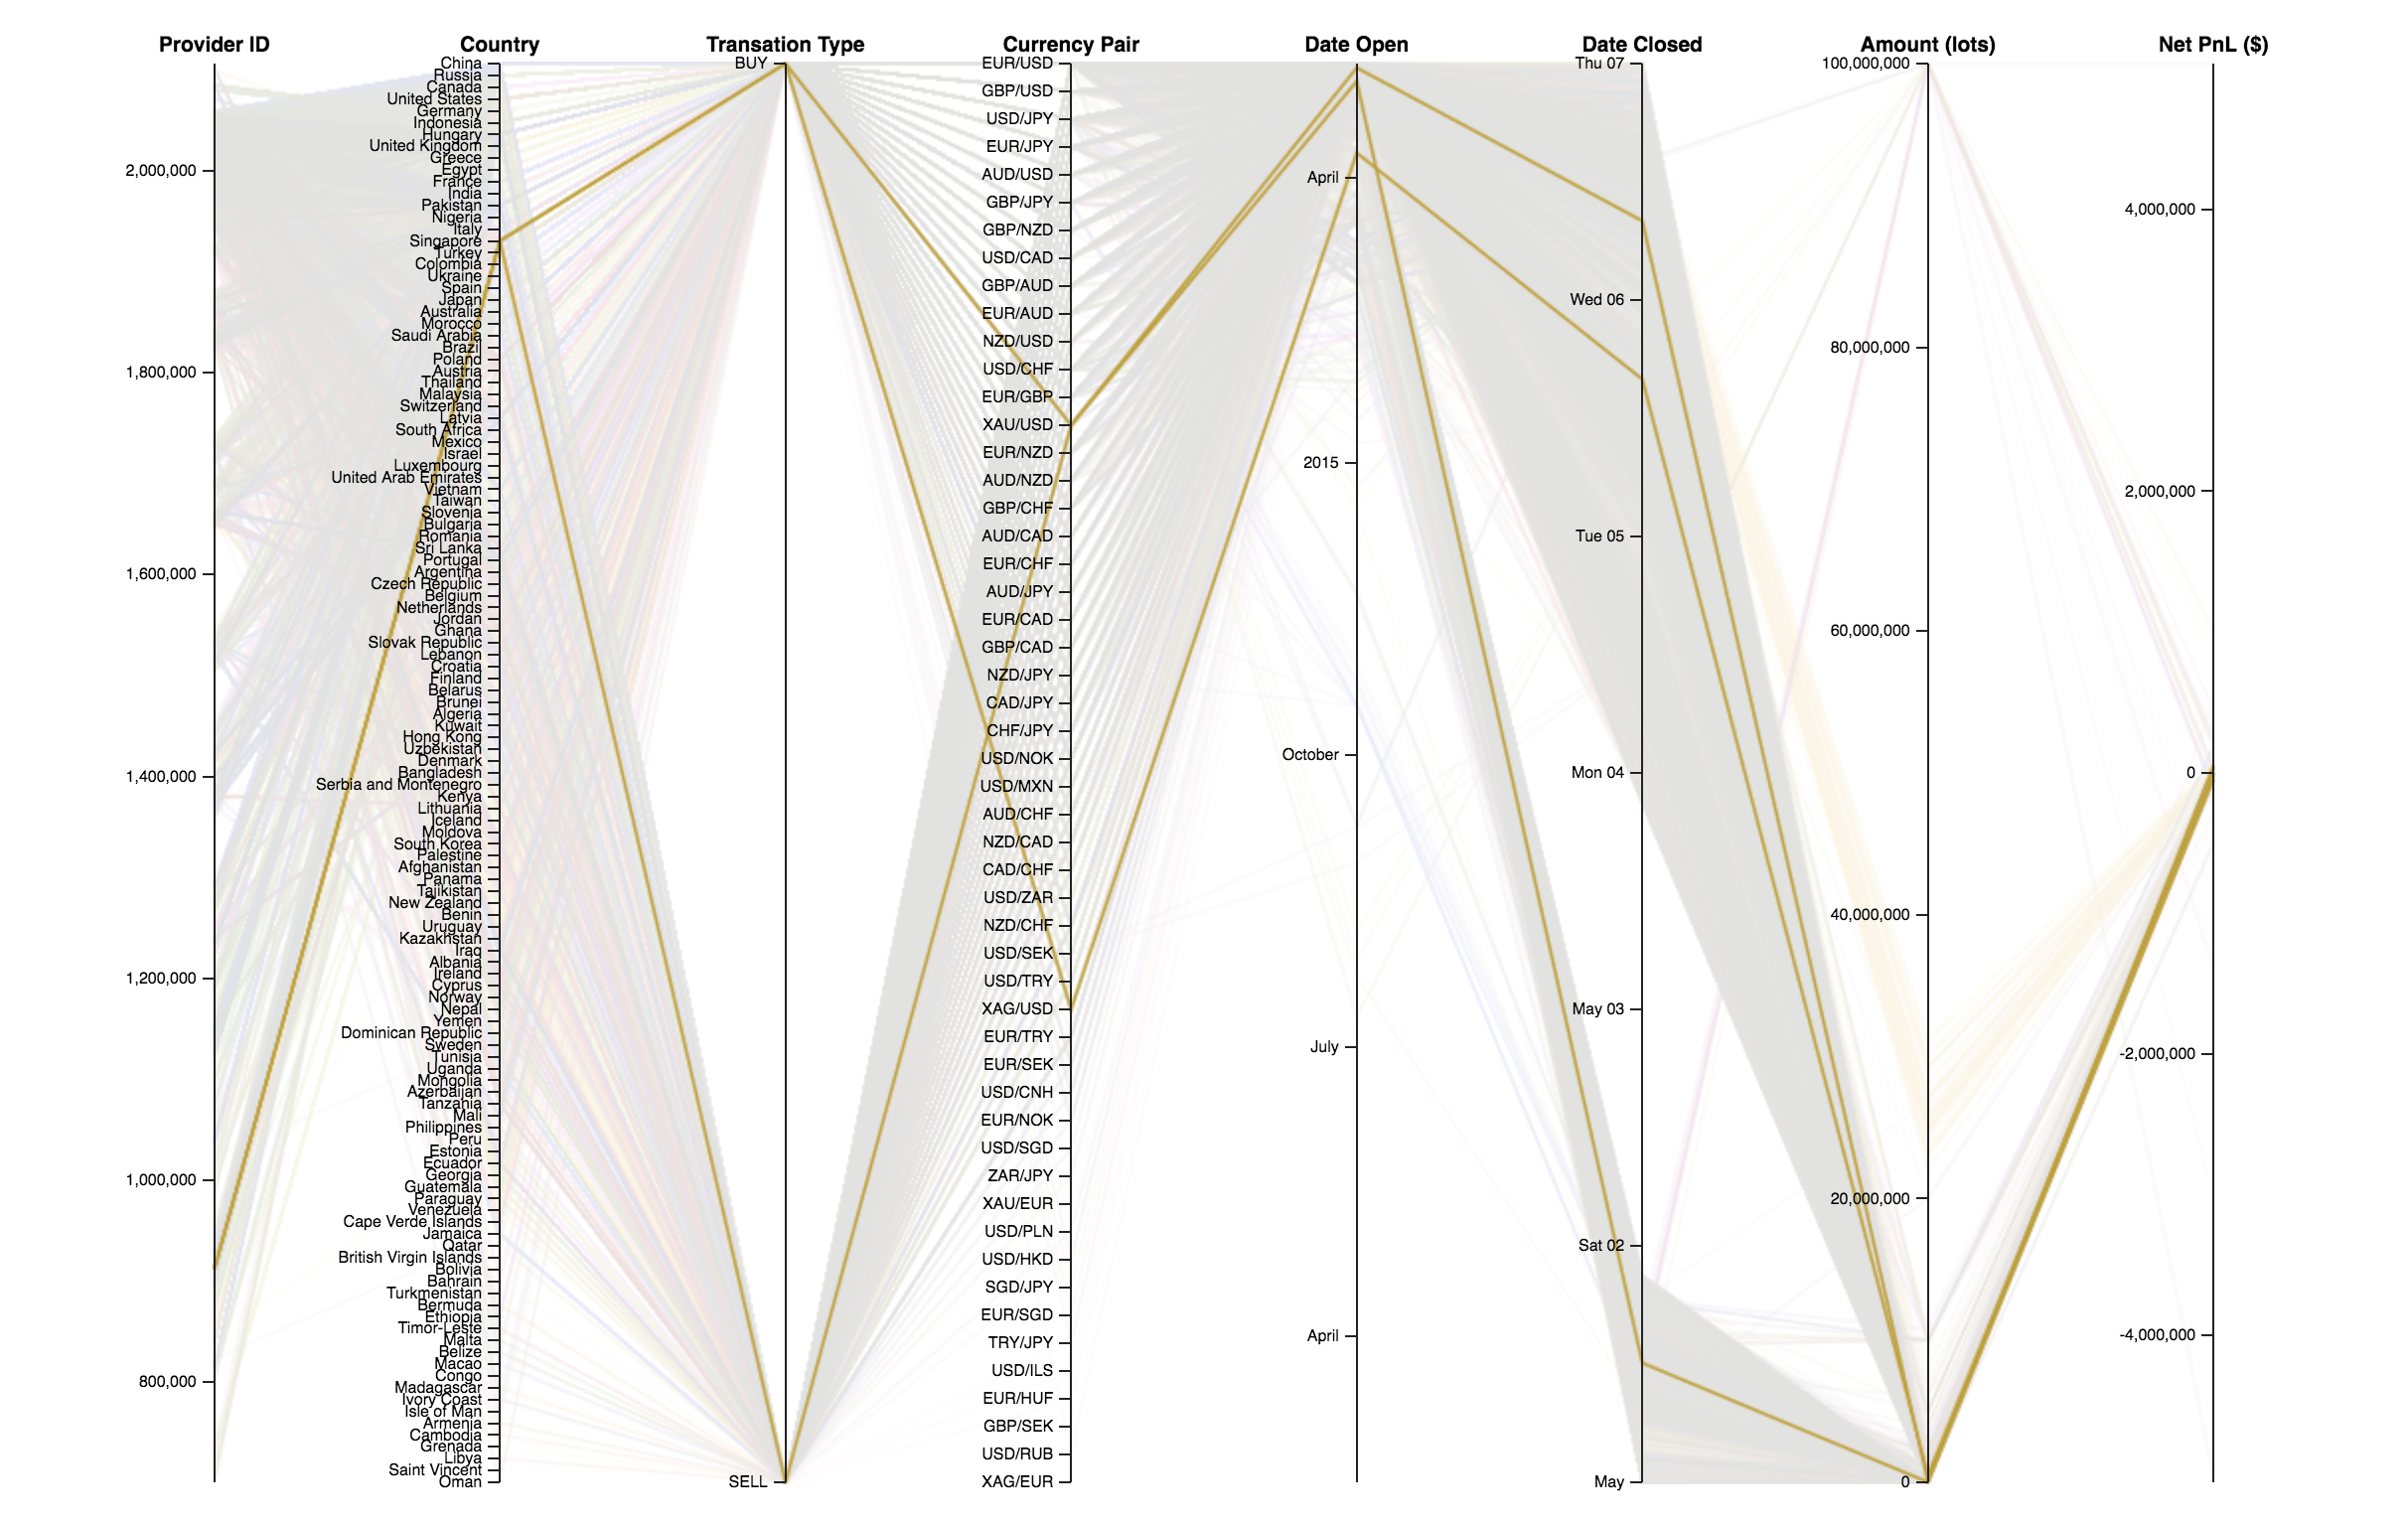 Provider ID
Country
Transation Type
Currency Pair
Date Open
Date Closed
Amount (lots)
Net PnL ($)
2,000,000
1,800,000
1,600,000
1,400,000
1,200,000
1,000,000
800,000
China
Russia
Canada
United States
Germany
Indonesia
Hungary
United Kingdom
Greece
Egypt
France
India
Pakistan
Nigeria
Italy
Singapore
Turkey
Colombia
Ukraine
Spain
Japan
Australia
Morocco
Saudi Arabia
Brazil
Poland
Austria
Thailand
Malaysia
Switzerland
Latvia
South Africa
Mexico
Israel
Luxembourg
United Arab Emirates
Vietnam
Taiwan
Slovenia
Bulgaria
Romania
Sri Lanka
Portugal
Argentina
Czech Republic
Belgium
Netherlands
Jordan
Ghana
Slovak Republic
Lebanon
Croatia
Finland
Belarus
Brunei
Algeria
Kuwait
Hong Kong
Uzbekistan
Denmark
Bangladesh
Serbia and Montenegro
Kenya
Lithuania
Iceland
Moldova
South Korea
Palestine
Afghanistan
Panama
Tajikistan
New Zealand
Benin
Uruguay
Kazakhstan
Iraq
Albania
Ireland
Cyprus
Norway
Nepal
Yemen
Dominican Republic
Sweden
Tunisia
Uganda
Mongolia
Azerbaijan
Tanzania
Mali
Philippines
Peru
Estonia
Ecuador
Georgia
Guatemala
Paraguay
Venezuela
Cape Verde Islands
Jamaica
Qatar
British Virgin Islands
Bolivia
Bahrain
Turkmenistan
Bermuda
Ethiopia
Timor-Leste
Malta
Belize
Macao
Congo
Madagascar
Ivory Coast
Isle of Man
Armenia
Cambodia
Grenada
Libya
Saint Vincent
Oman
BUY
SELL
EUR/USD
GBP/USD
USD/JPY
EUR/JPY
AUD/USD
GBP/JPY
GBP/NZD
USD/CAD
GBP/AUD
EUR/AUD
NZD/USD
USD/CHF
EUR/GBP
XAU/USD
EUR/NZD
AUD/NZD
GBP/CHF
AUD/CAD
EUR/CHF
AUD/JPY
EUR/CAD
GBP/CAD
NZD/JPY
CAD/JPY
CHF/JPY
USD/NOK
USD/MXN
AUD/CHF
NZD/CAD
CAD/CHF
USD/ZAR
NZD/CHF
USD/SEK
USD/TRY
XAG/USD
EUR/TRY
EUR/SEK
USD/CNH
EUR/NOK
USD/SGD
ZAR/JPY
XAU/EUR
USD/PLN
USD/HKD
SGD/JPY
EUR/SGD
TRY/JPY
USD/ILS
EUR/HUF
GBP/SEK
USD/RUB
XAG/EUR
April
2015
October
July
April
Thu 07
Wed 06
Tue 05
Mon 04
May 03
Sat 02
May
100,000,000
80,000,000
60,000,000
40,000,000
20,000,000
0
4,000,000
2,000,000
0
-2,000,000
-4,000,000